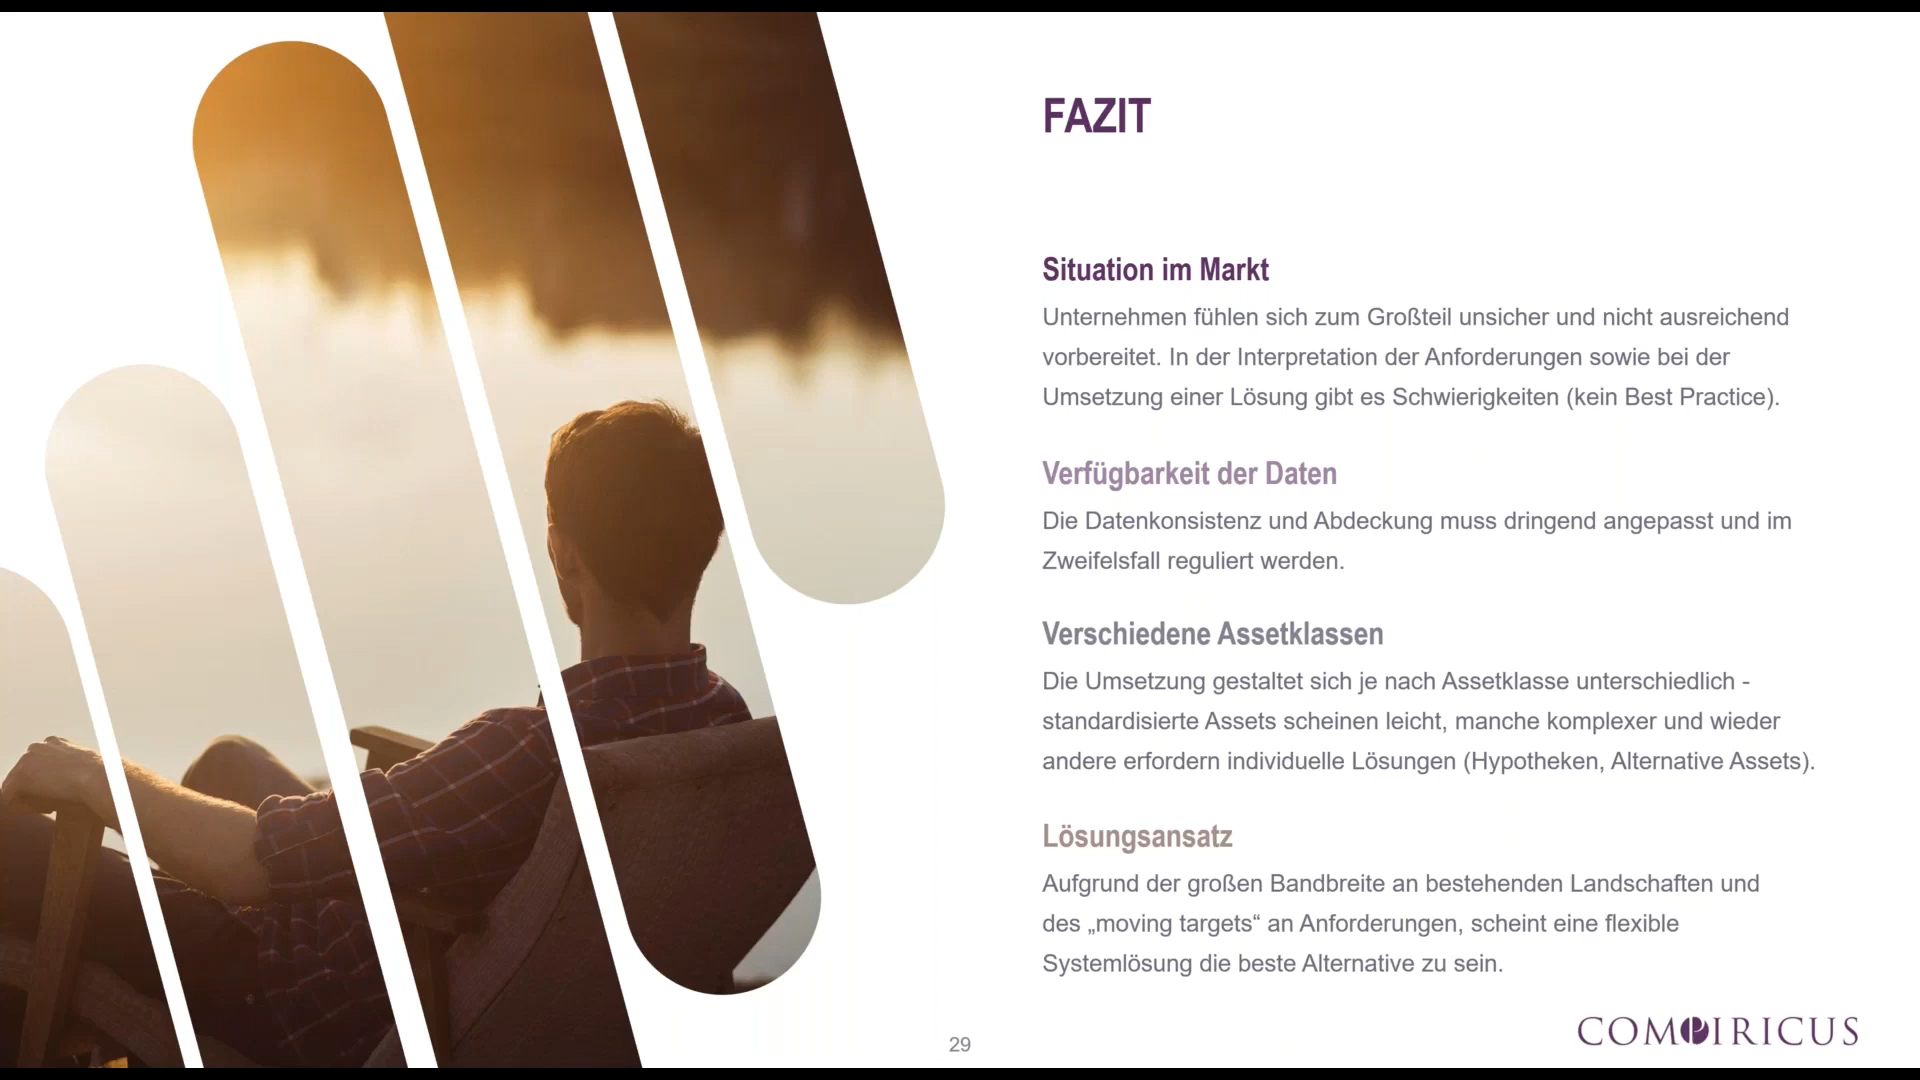 FAZIT
Situation im Markt
Unternehmen fühlen sich zum Großteil unsicher und nicht ausreichend
vorbereitet. In der Interpretation der Anforderungen sowie bei der
Umsetzung einer Lösung gibt es Schwierigkeiten (kein Best Practice).
Verfügbarkeit der Daten
Die Datenkonsistenz und Abdeckung muss dringend angepasst und im
Zweifelsfall reguliert werden.
Verschiedene Assetklassen
Die Umsetzung gestaltet sich je nach Assetklasse unterschiedlich -
standardisierte Assets scheinen leicht, manche komplexer und wieder
andere erfordern individuelle Lösungen (Hypotheken, Alternative Assets).
Lösungsansatz
Aufgrund der großen Bandbreite an bestehenden Landschaften und
des „moving targets“ an Anforderungen, scheint eine flexible
Systemlösung die beste Alternative zu sein.
29
COMPIRICUS